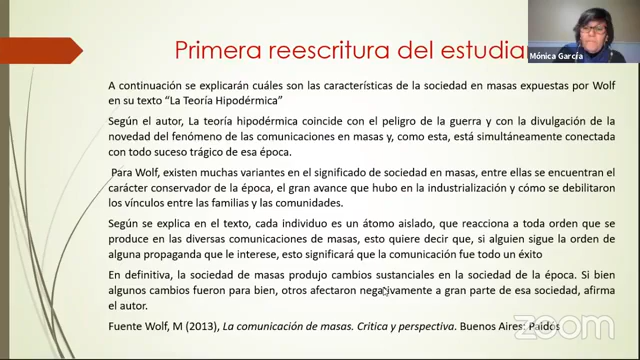 Primera reescritura del estudia
Mónica García
A continuación se explicarán cuáles son las características de la sociedad en masas expuestas por Wolf
en su texto “La Teoría Hipodérmica”
Según el autor, La teoría hipodérmica coincide con el peligro de la guerra y con la divulgación de la
novedad del fenómeno de las comunicaciones en masas y, como esta, está simultáneamente conectada
con todo suceso trágico de esa época.
Para Wolf, existen muchas variantes en el significado de sociedad en masas, entre ellas se encuentran el
carácter conservador de la época, el gran avance que hubo en la industrialización y cómo se debilitaron
los vínculos entre las familias y las comunidades.
Según se explica en el texto, cada individuo es un átomo aislado, que reacciona a toda orden que se
produce en las diversas comunicaciones de masas, esto quiere decir que, si alguien sigue la orden de
alguna propaganda que le interese, esto significará que la comunicación fue todo un éxito
En definitiva, la sociedad de masas produjo cambios sustanciales en la sociedad de la época. Si bien
algunos cambios fueron para bien, otros afectaron negativamente a gran parte de esa sociedad, afirma
el autor.
Fuente Wolf, M (2013), La comunicación de masas. Critica y perspectiva. Buenos Aires: Paidós
zoom